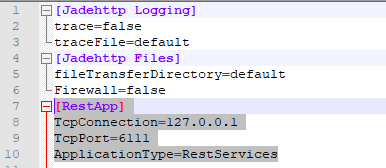 1 [Jadehttp Logging]
2 trace=false
3 traceFile=default
4 [Jadehttp Files]
5 fileTransferDirectory=default
6 Firewall=false
7 [RestApp]
8 TcpConnection=127.0.0.1
9 TcpPort=6111
10 ApplicationType=RestServices